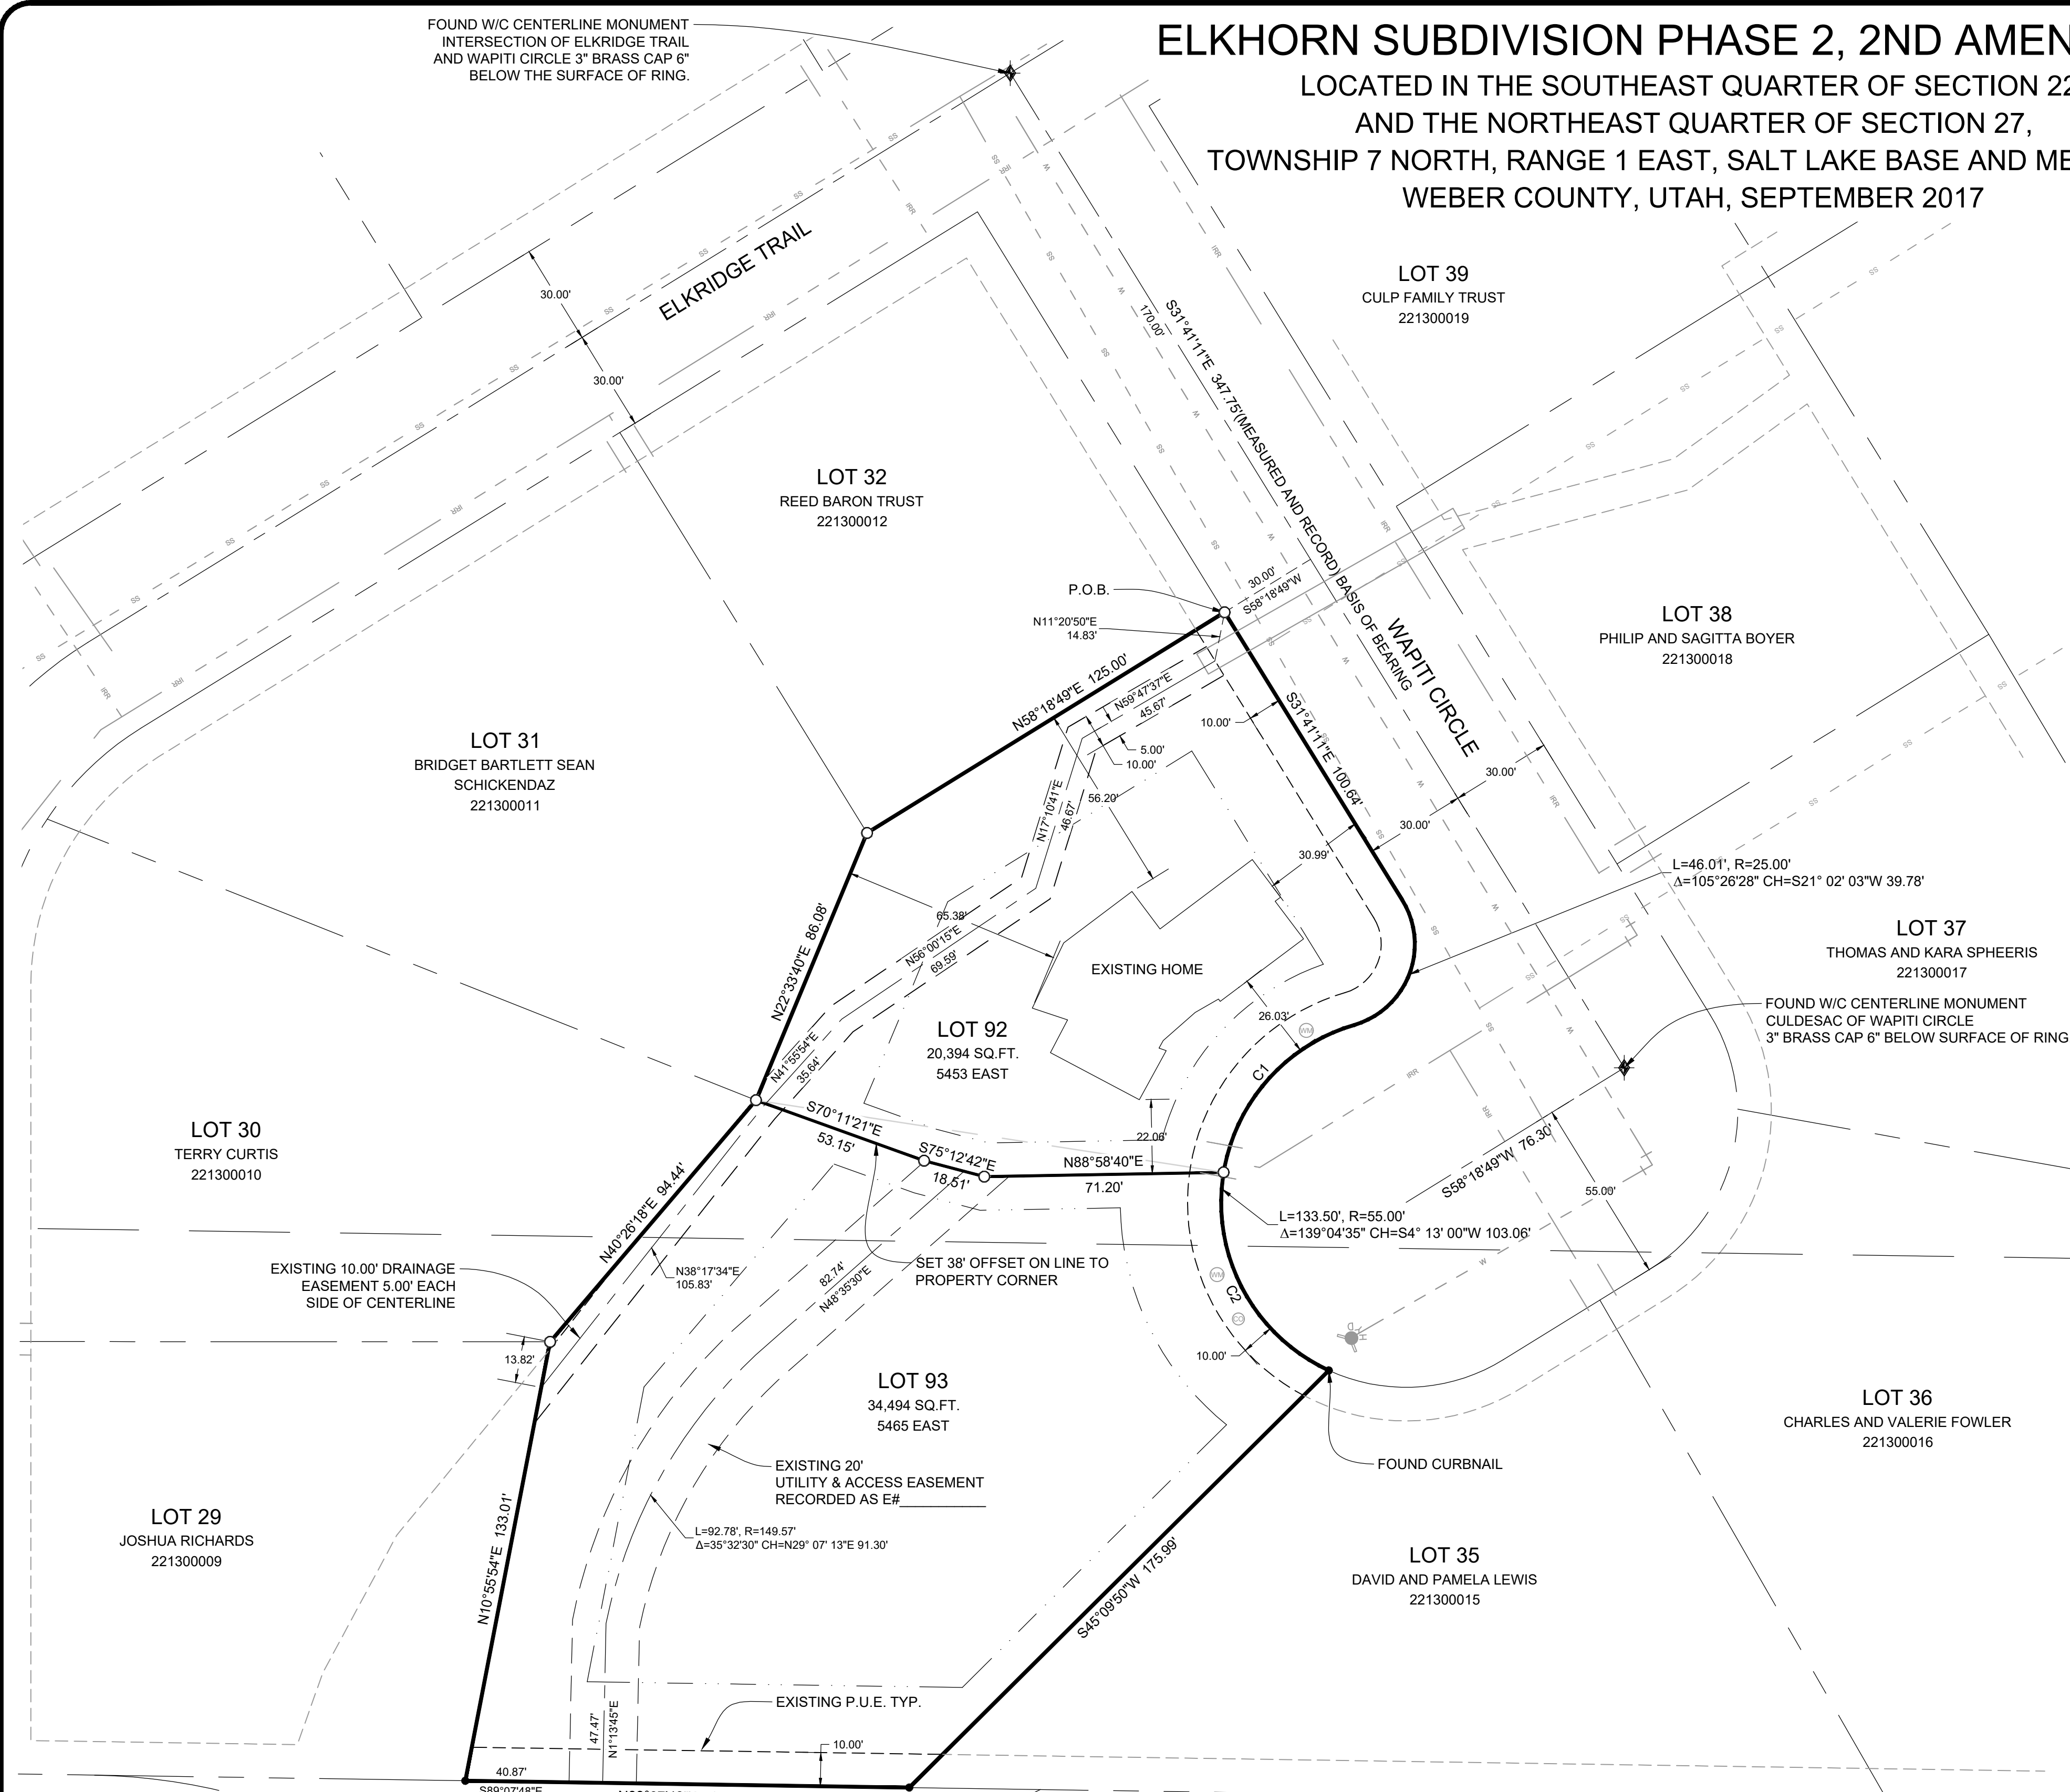 ELKHORN SUBDIVISION PHASE 2, 2ND AMEN
LOCATED IN THE SOUTHEAST QUARTER OF SECTION 22
AND THE NORTHEAST QUARTER OF SECTION 27,
TOWNSHIP 7 NORTH, RANGE 1 EAST, SALT LAKE BASE AND ME
WEBER COUNTY, UTAH, SEPTEMBER 2017
FOUND W/C CENTERLINE MONUMENT
INTERSECTION OF ELKRIDGE TRAIL
AND WAPITI CIRCLE 3" BRASS CAP 6"
BELOW THE SURFACE OF RING.
ELKRIDGE TRAIL
30.00'
30.00'
170.00'
S31°41'11"E 347.75'(MEASURED AND RECORD) BASIS OF BEARING
WAPITI CIRCLE
LOT 39
CULP FAMILY TRUST
221300019
LOT 32
REED BARON TRUST
221300012
P.O.B.
30.00'
S58°18'49"W
N11°20'50"E
14.83'
LOT 38
PHILIP AND SAGITTA BOYER
221300018
N58°18'49"E 125.00'
N59°47'37"E
45.67'
10.00'
S31°41'11"E 100.64'
5.00'
10.00'
56.20'
N17°10'41"E
46.67'
30.00'
30.00'
30.99'
LOT 31
BRIDGET BARTLETT SEAN
SCHICKENDAZ
221300011
L=46.01', R=25.00'
Δ=105°26'28" CH=S21° 02' 03"W 39.78'
N22°33'40"E 86.08'
65.38'
N56°00'15"E
69.59'
EXISTING HOME
26.03'
WM
LOT 37
THOMAS AND KARA SPHEERIS
221300017
FOUND W/C CENTERLINE MONUMENT
CULDESAC OF WAPITI CIRCLE
3" BRASS CAP 6" BELOW SURFACE OF RING
LOT 92
20,394 SQ.FT.
5453 EAST
N41°55'54"E
35.64'
C1
S70°11'21"E
53.15'
S75°12'42"E
18.51'
N88°58'40"E
71.20'
22.06'
S58°18'49"W 76.30'
55.00'
LOT 30
TERRY CURTIS
221300010
N40°26'18"E 94.44'
L=133.50', R=55.00'
Δ=139°04'35" CH=S4° 13' 00"W 103.06'
EXISTING 10.00' DRAINAGE
EASEMENT 5.00' EACH
SIDE OF CENTERLINE
N38°17'34"E
105.83'
82.74'
N48°35'30"E
SET 38' OFFSET ON LINE TO
PROPERTY CORNER
WM
C2
CO
HYD
10.00'
13.82'
LOT 93
34,494 SQ.FT.
5465 EAST
LOT 36
CHARLES AND VALERIE FOWLER
221300016
FOUND CURBNAIL
EXISTING 20'
UTILITY & ACCESS EASEMENT
RECORDED AS E#___________
L=92.78', R=149.57'
Δ=35°32'30" CH=N29° 07' 13"E 91.30'
LOT 29
JOSHUA RICHARDS
221300009
N10°55'54"E 133.01'
S45°09'50"W 175.99'
LOT 35
DAVID AND PAMELA LEWIS
221300015
EXISTING P.U.E. TYP.
47.47'
N1°13'45"E
10.00'
40.87'
S89°07'48"E